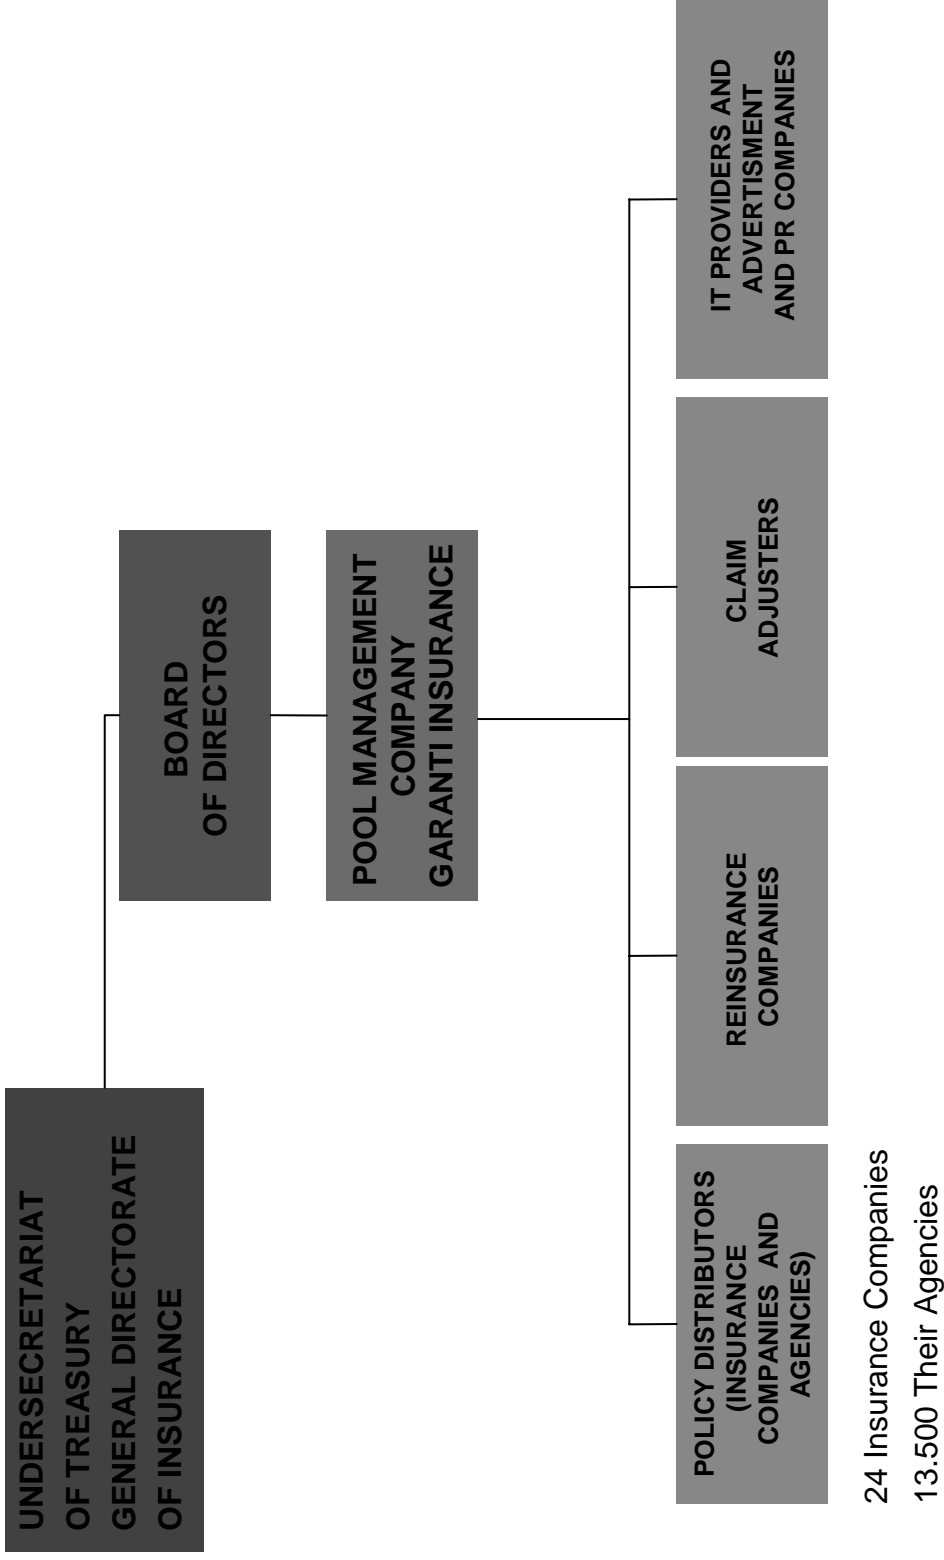 UNDERSECRETARIAT
OF TREASURY
GENERAL DIRECTORATE
OF INSURANCE
BOARD
OF DIRECTORS
POOL MANAGEMENT
COMPANY
GARANTI INSURANCE
POLICY DISTRIBUTORS
(INSURANCE
COMPANIES AND
AGENCIES)
REINSURANCE
COMPANIES
CLAIM
ADJUSTERS
IT PROVIDERS AND
ADVERTISMENT
AND PR COMPANIES
24 Insurance Companies
13.500 Their Agencies